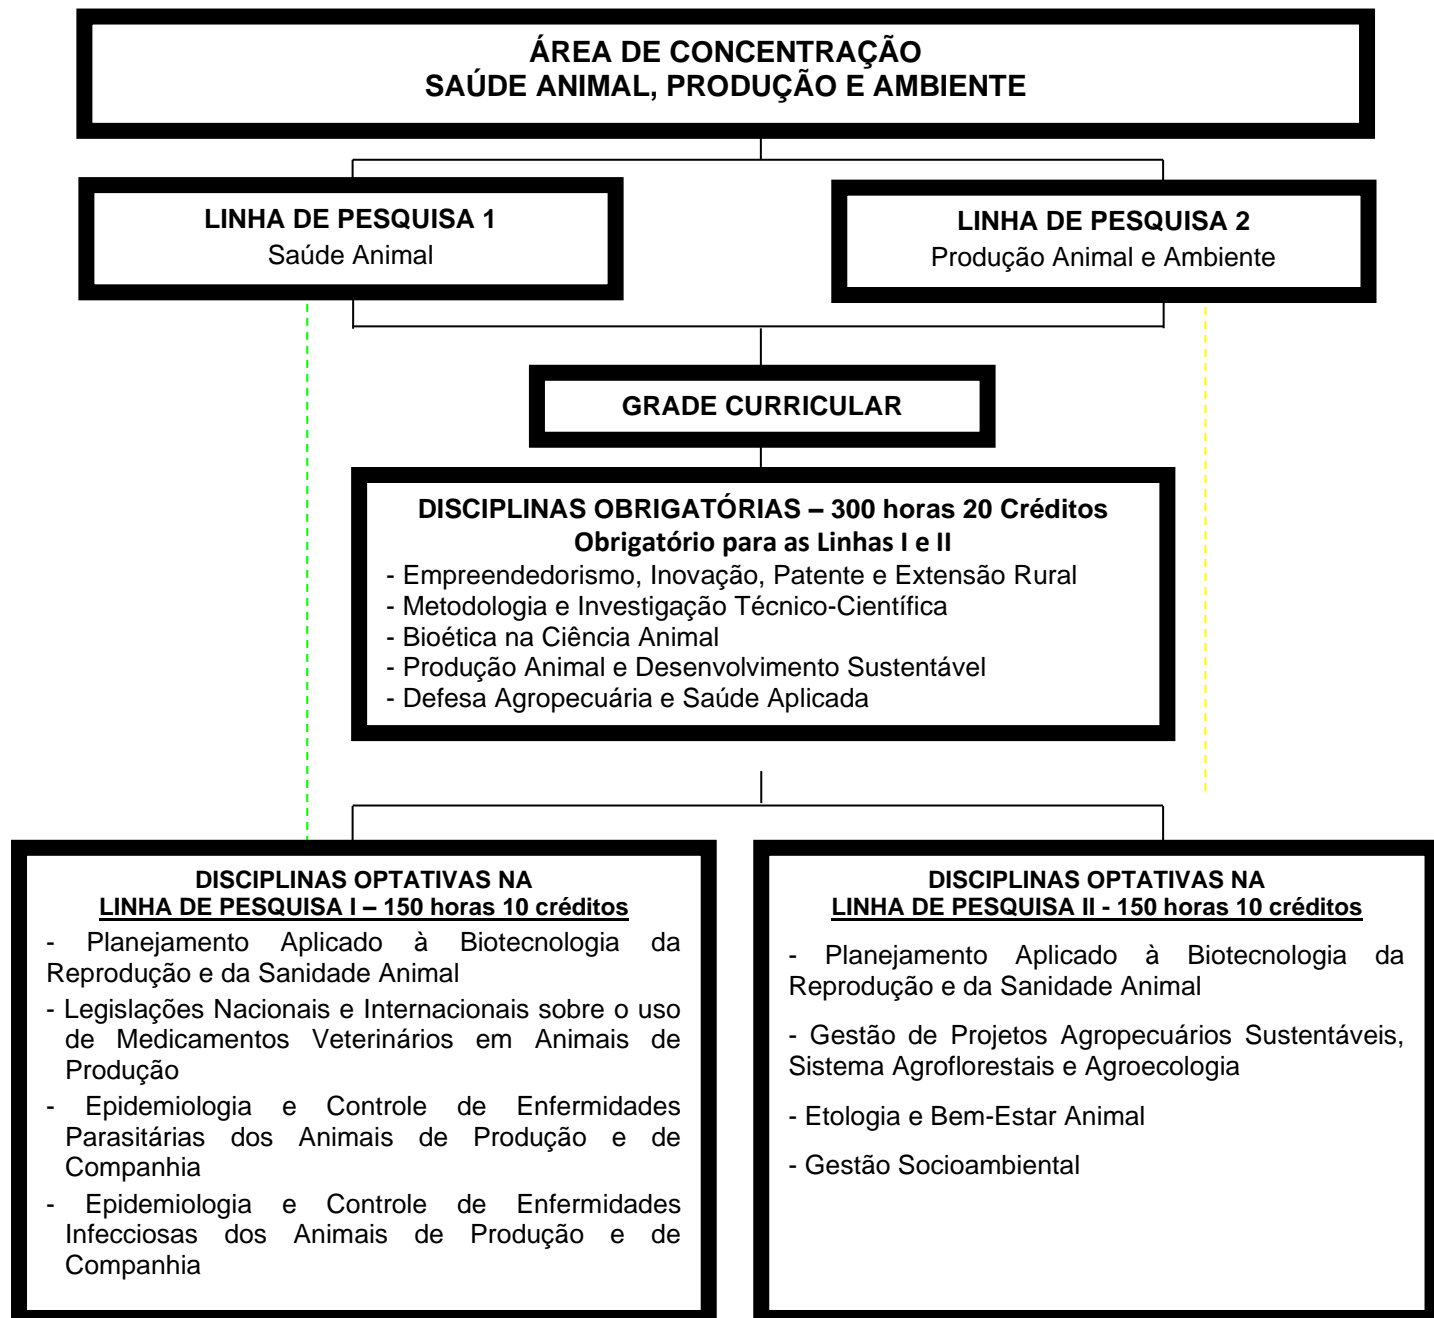 ÁREA DE CONCENTRAÇÃO
SAÚDE ANIMAL, PRODUÇÃO E AMBIENTE
LINHA DE PESQUISA 1
Saúde Animal
LINHA DE PESQUISA 2
Produção Animal e Ambiente
GRADE CURRICULAR
DISCIPLINAS OBRIGATÓRIAS – 300 horas 20 Créditos
Obrigatório para as Linhas I e II
- Empreendedorismo, Inovação, Patente e Extensão Rural
- Metodologia e Investigação Técnico-Científica
- Bioética na Ciência Animal
- Produção Animal e Desenvolvimento Sustentável
- Defesa Agropecuária e Saúde Aplicada
DISCIPLINAS OPTATIVAS NA
LINHA DE PESQUISA I – 150 horas 10 créditos
- Planejamento Aplicado à Biotecnologia da
Reprodução e da Sanidade Animal
- Legislações Nacionais e Internacionais sobre o uso
de Medicamentos Veterinários em Animais de
Produção
- Epidemiologia e Controle de Enfermidades
Parasitárias dos Animais de Produção e de
Companhia
- Epidemiologia e Controle de Enfermidades
Infecciosas dos Animais de Produção e de
Companhia
DISCIPLINAS OPTATIVAS NA
LINHA DE PESQUISA II - 150 horas 10 créditos
- Planejamento Aplicado à Biotecnologia da
Reprodução e da Sanidade Animal
- Gestão de Projetos Agropecuários Sustentáveis,
Sistema Agroflorestais e Agroecologia
- Etologia e Bem-Estar Animal
- Gestão Socioambiental